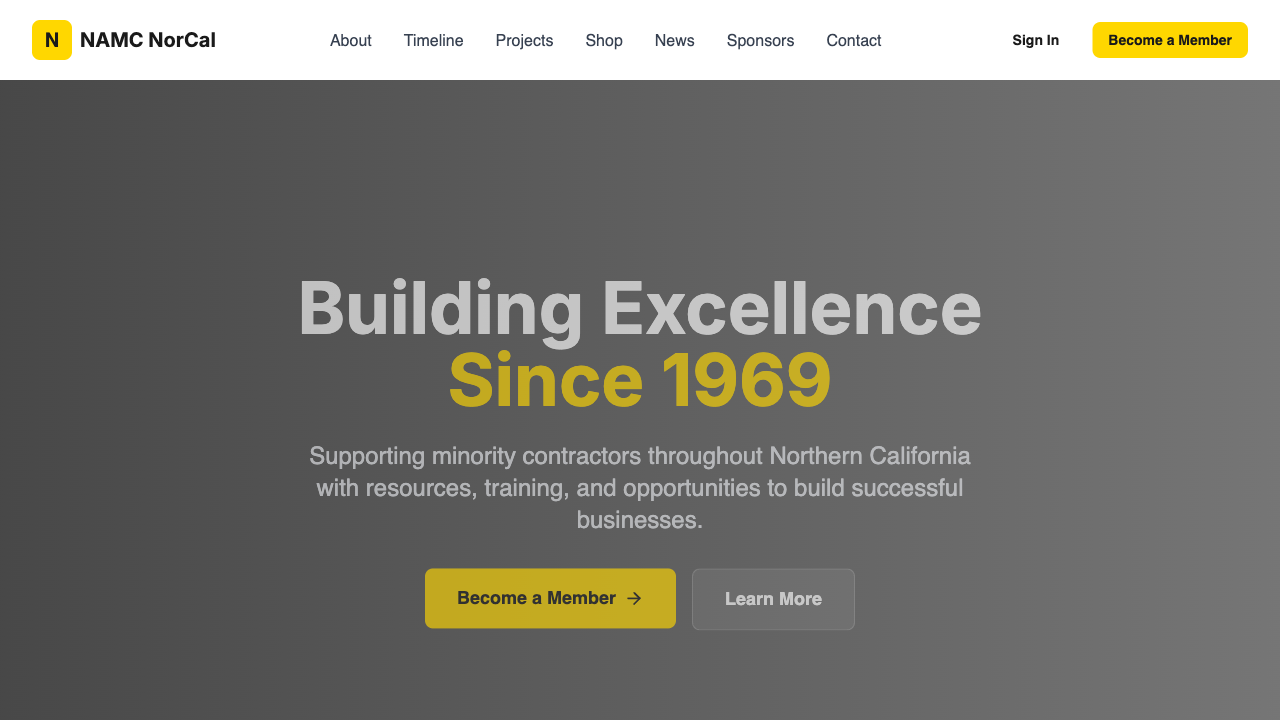 N NAMC NorCal About Timeline Projects Shop News Sponsors Contact Sign In Become a Member
Building Excellence
Since 1969
Supporting minority contractors throughout Northern California
with resources, training, and opportunities to build successful
businesses.
Become a Member → Learn More